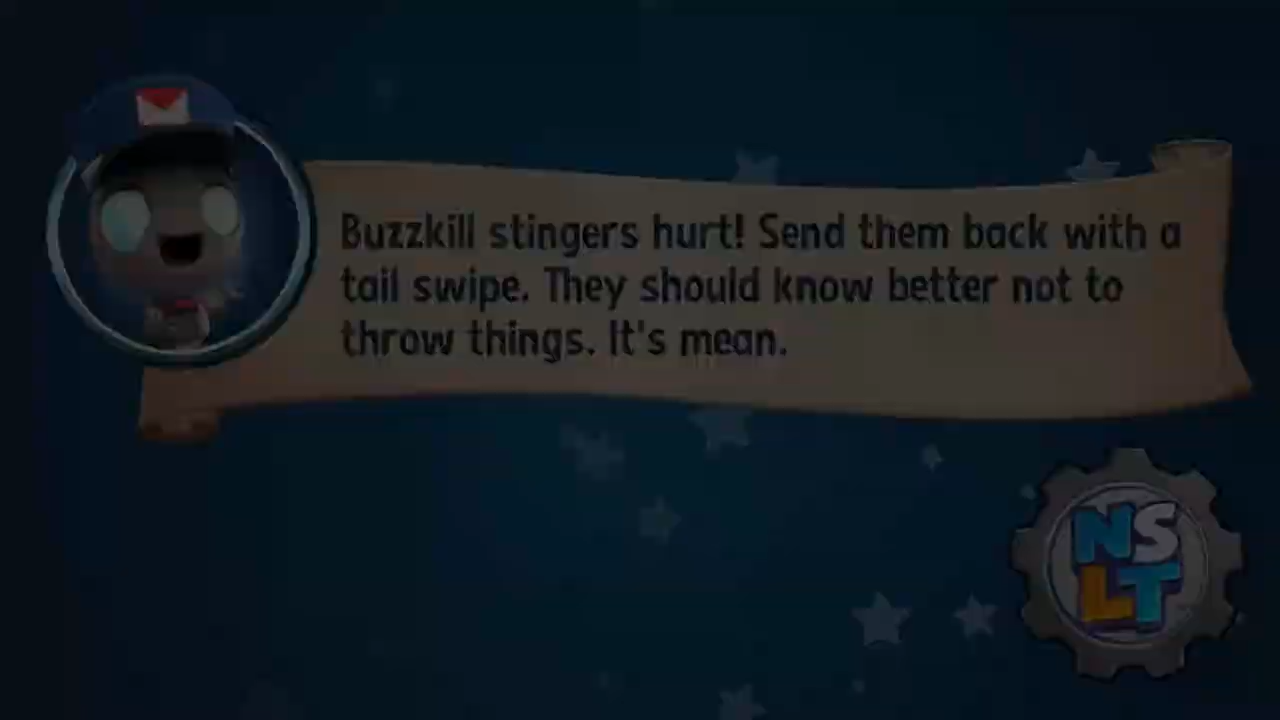 Buzzkill stingers hurt! Send them back with a
tail swipe. They should know better not to
throw things. It's mean.
NS
LT